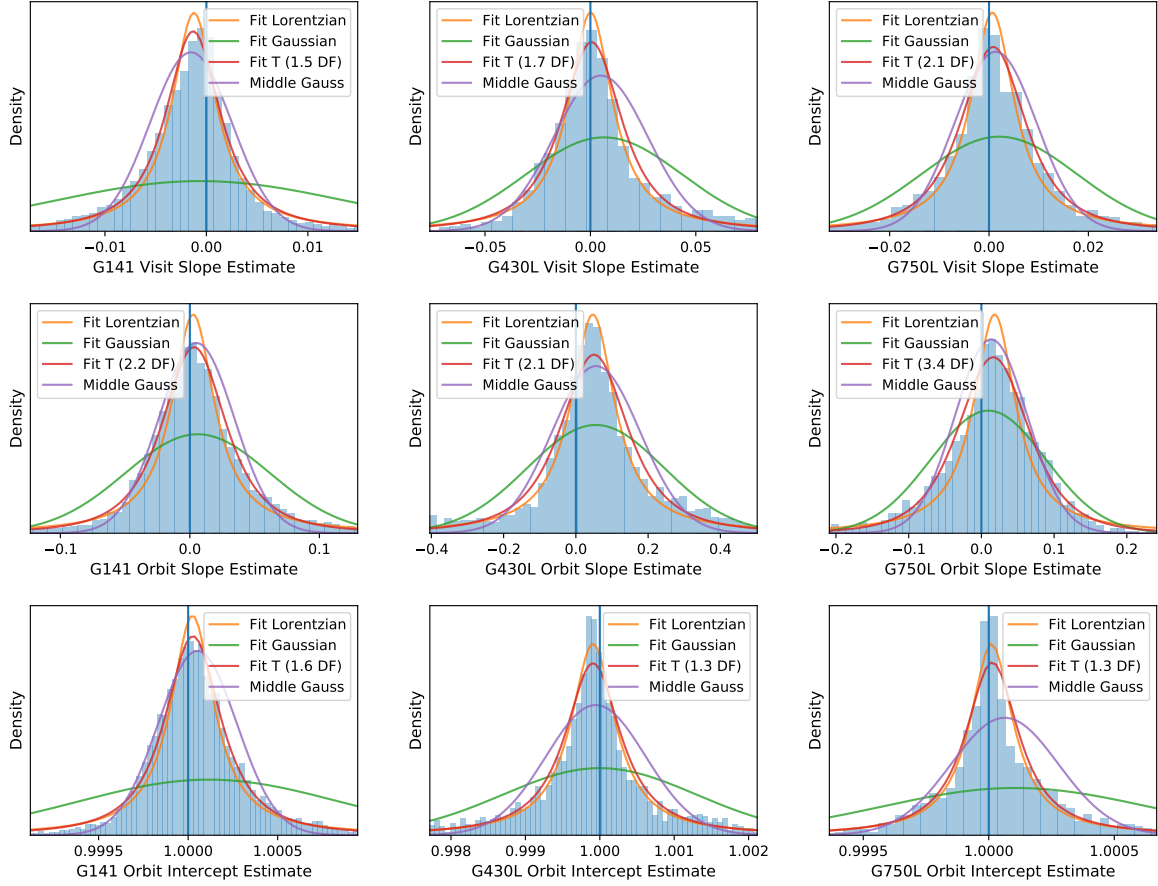 Density
Fit Lorentzian
Fit Gaussian
Fit T (1.5 DF)
Middle Gauss
−0.01 0.00 0.01
G141 Visit Slope Estimate
Density
Fit Lorentzian
Fit Gaussian
Fit T (1.7 DF)
Middle Gauss
−0.05 0.00 0.05
G430L Visit Slope Estimate
Density
Fit Lorentzian
Fit Gaussian
Fit T (2.1 DF)
Middle Gauss
−0.02 0.00 0.02
G750L Visit Slope Estimate
Density
Fit Lorentzian
Fit Gaussian
Fit T (2.2 DF)
Middle Gauss
−0.1 0.0 0.1
G141 Orbit Slope Estimate
Density
Fit Lorentzian
Fit Gaussian
Fit T (2.1 DF)
Middle Gauss
−0.4 −0.2 0.0 0.2 0.4
G430L Orbit Slope Estimate
Density
Fit Lorentzian
Fit Gaussian
Fit T (3.4 DF)
Middle Gauss
−0.2 −0.1 0.0 0.1 0.2
G750L Orbit Slope Estimate
Density
Fit Lorentzian
Fit Gaussian
Fit T (1.6 DF)
Middle Gauss
0.9995 1.0000 1.0005
G141 Orbit Intercept Estimate
Density
Fit Lorentzian
Fit Gaussian
Fit T (1.3 DF)
Middle Gauss
0.998 0.999 1.000 1.001 1.002
G430L Orbit Intercept Estimate
Density
Fit Lorentzian
Fit Gaussian
Fit T (1.3 DF)
Middle Gauss
0.9995 1.0000 1.0005
G750L Orbit Intercept Estimate